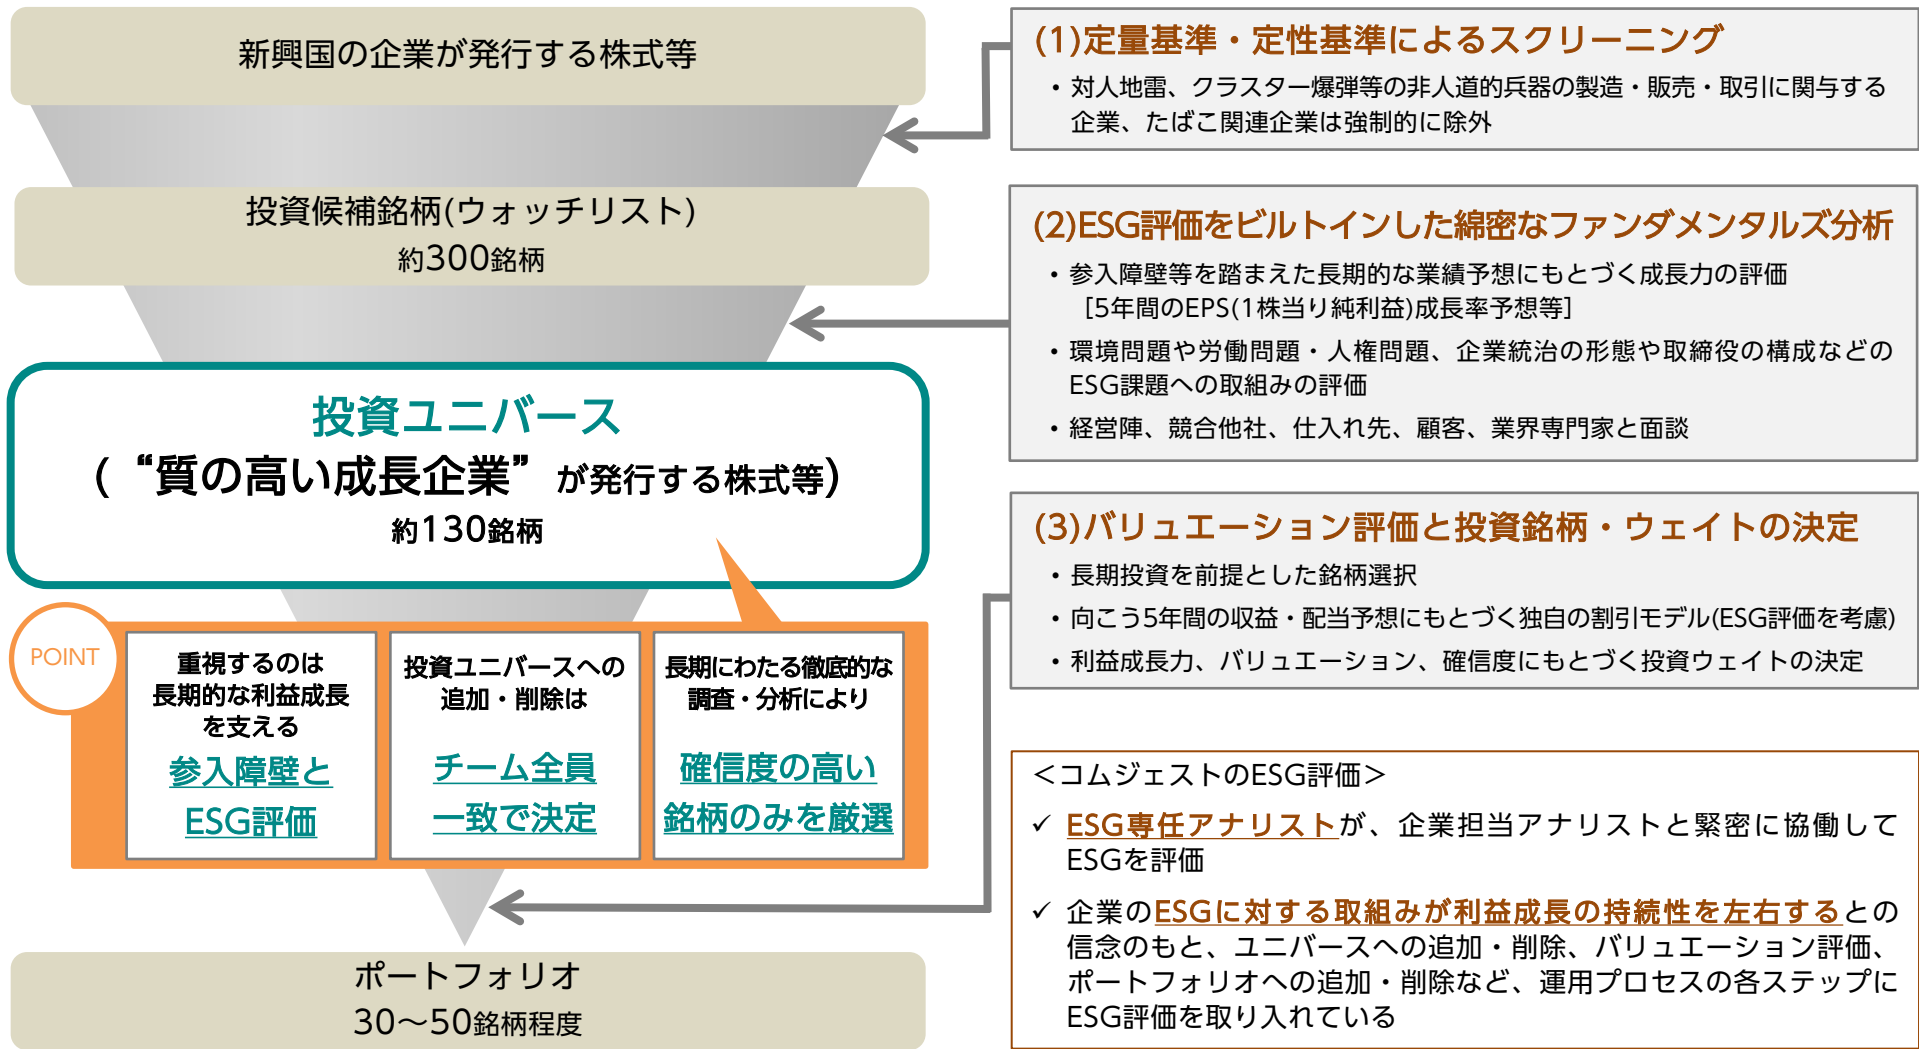 新興国の企業が発行する株式等
投資候補銘柄(ウォッチリスト)
約300銘柄
投資ユニバース
(“質の高い成長企業”が発行する株式等)
約130銘柄
POINT
重視するのは
長期的な利益成長
を支える
参入障壁と
ESG評価
投資ユニバースへの
追加・削除は
チーム全員
一致で決定
長期にわたる徹底的な
調査・分析により
確信度の高い
銘柄のみを厳選
ポートフォリオ
30～50銘柄程度
(1)定量基準・定性基準によるスクリーニング
・対人地雷、クラスター爆弾等の非人道的兵器の製造・販売・取引に関与する
企業、たばこ関連企業は強制的に除外
(2)ESG評価をビルトインした綿密なファンダメンタルズ分析
・参入障壁等を踏まえた長期的な業績予想にもとづく成長力の評価
［5年間のEPS(1株当り純利益)成長率予想等］
・環境問題や労働問題・人権問題、企業統治の形態や取締役の構成などの
ESG課題への取組みの評価
・経営陣、競合他社、仕入れ先、顧客、業界専門家と面談
(3)バリュエーション評価と投資銘柄・ウェイトの決定
・長期投資を前提とした銘柄選択
・向こう5年間の収益・配当予想にもとづく独自の割引モデル(ESG評価を考慮)
・利益成長力、バリュエーション、確信度にもとづく投資ウェイトの決定
＜コムジェストのESG評価＞
✓ ESG専任アナリストが、企業担当アナリストと緊密に協働して
ESGを評価
✓ 企業のESGに対する取組みが利益成長の持続性を左右するとの
信念のもと、ユニバースへの追加・削除、バリュエーション評価、
ポートフォリオへの追加・削除など、運用プロセスの各ステップに
ESG評価を取り入れている